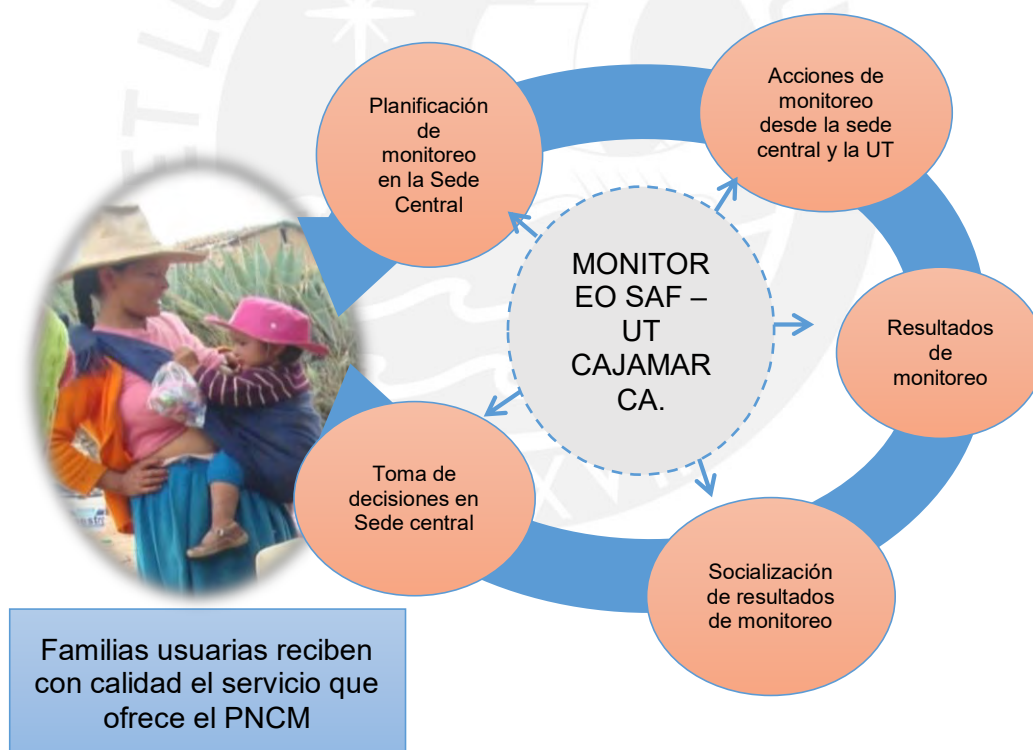 Planificación
de
monitoreo
en la Sede
Central
Acciones de
monitoreo
desde la sede
central y la UT
MONITOR
EO SAF –
UT
CAJAMAR
CA.
Resultados
de
monitoreo
Socialización
de resultados
de monitoreo
Toma de
decisiones en
Sede central
Familias usuarias reciben
con calidad el servicio que
ofrece el PNCM